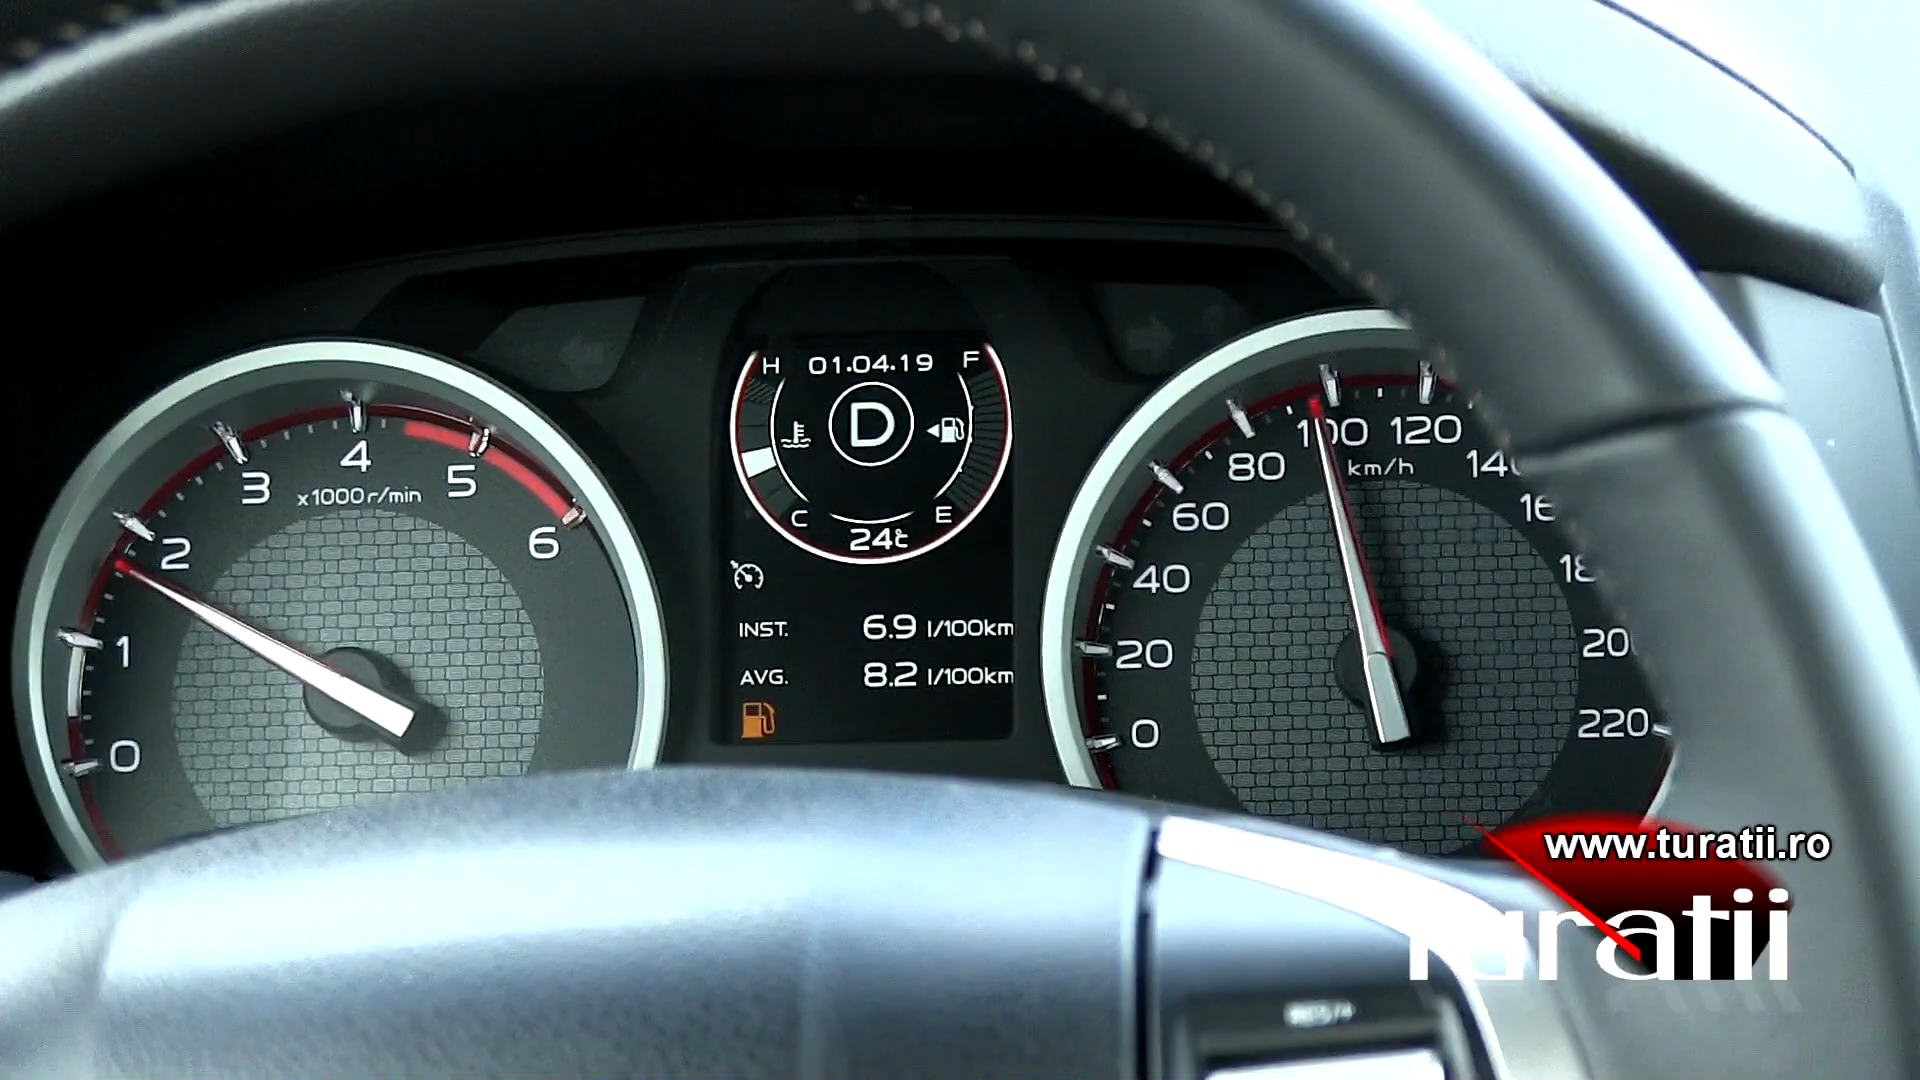 H 01.04.19 F
D
C E
24°C
INST. 6.9 l/100km
AVG. 8.2 l/100km
0 1 2 3 4 5 6
x1000r/min
0 20 40 60 80 100 120 220
km/h
www.turatii.ro
turatii